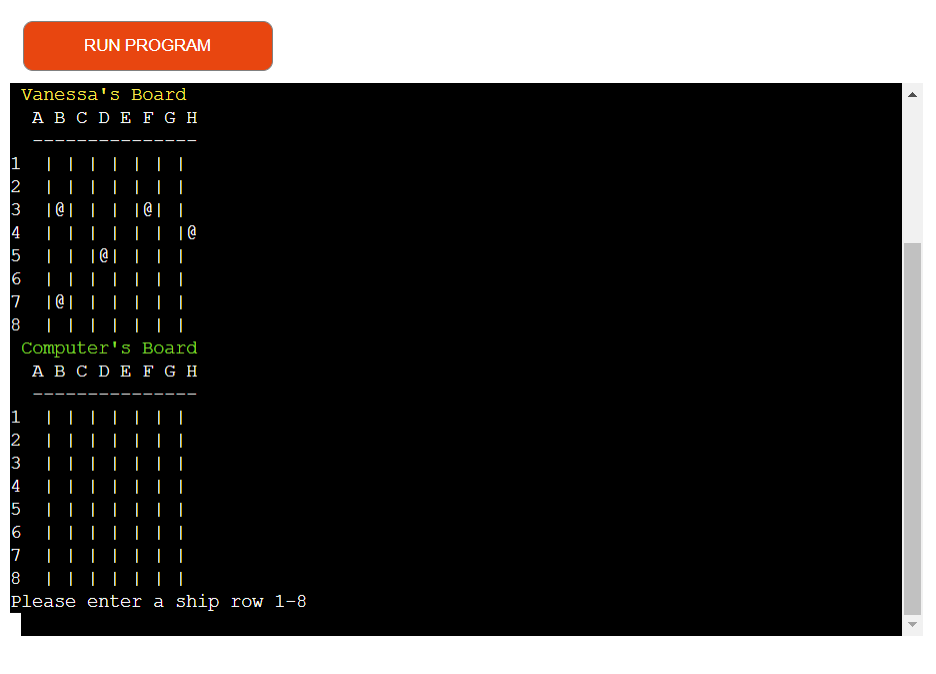 RUN PROGRAM
Vanessa's Board
  A B C D E F G H
  ---------------
1  | | | | | | |
2  | | | | | | |
3  |@| | | |@| |
4  | | | | | | |@
5  | | |@| | | |
6  | | | | | | |
7  |@| | | | | |
8  | | | | | | |
Computer's Board
  A B C D E F G H
  ---------------
1  | | | | | | |
2  | | | | | | |
3  | | | | | | |
4  | | | | | | |
5  | | | | | | |
6  | | | | | | |
7  | | | | | | |
8  | | | | | | |
Please enter a ship row 1-8